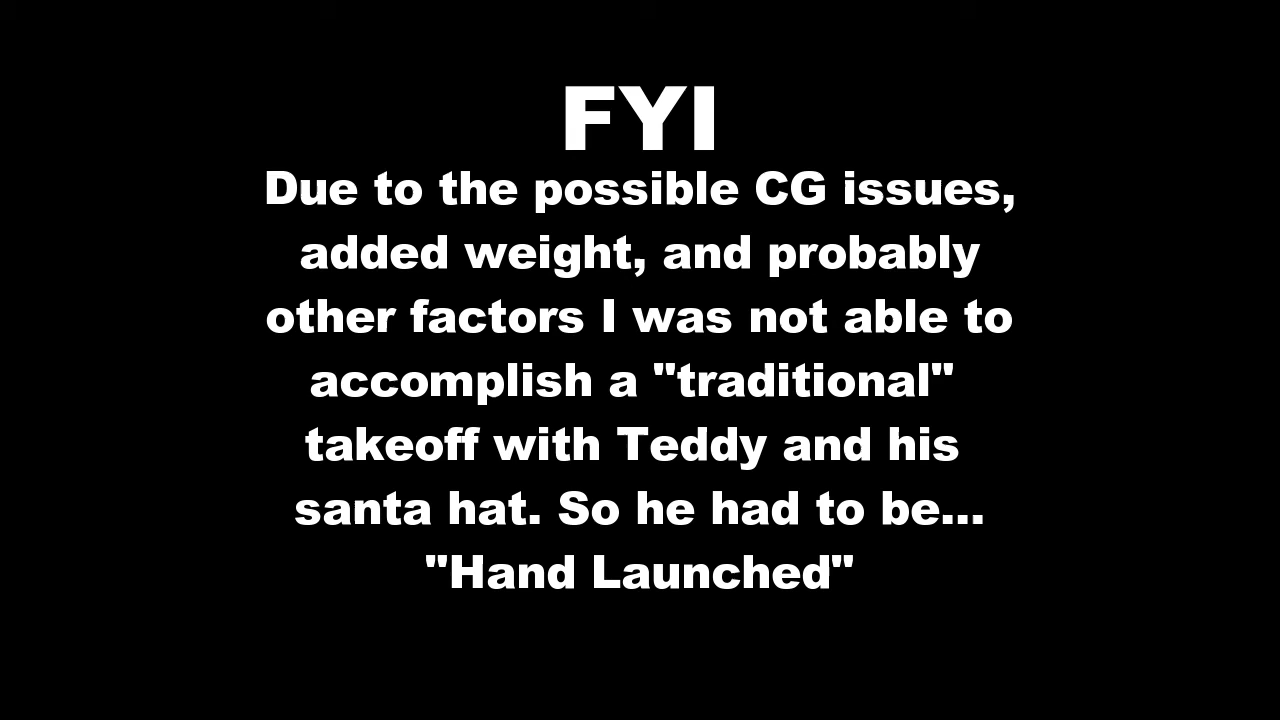 FYI
Due to the possible CG issues,
added weight, and probably
other factors I was not able to
accomplish a "traditional"
takeoff with Teddy and his
santa hat. So he had to be...
"Hand Launched"